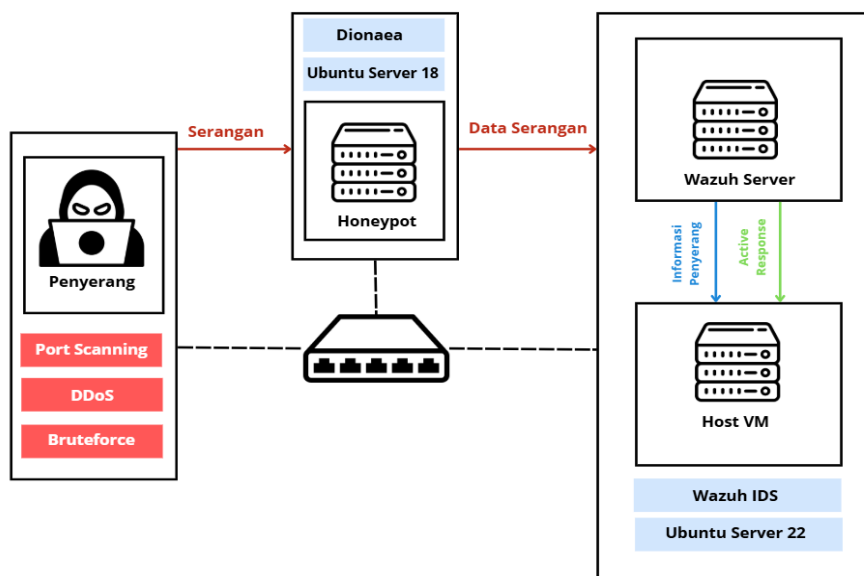 Dionaea
Ubuntu Server 18
Honeypot
Serangan
Data Serangan
Penyerang
Port Scanning
DDoS
Bruteforce
Wazuh Server
Informasi
Penyerang
Active
Response
Host VM
Wazuh IDS
Ubuntu Server 22